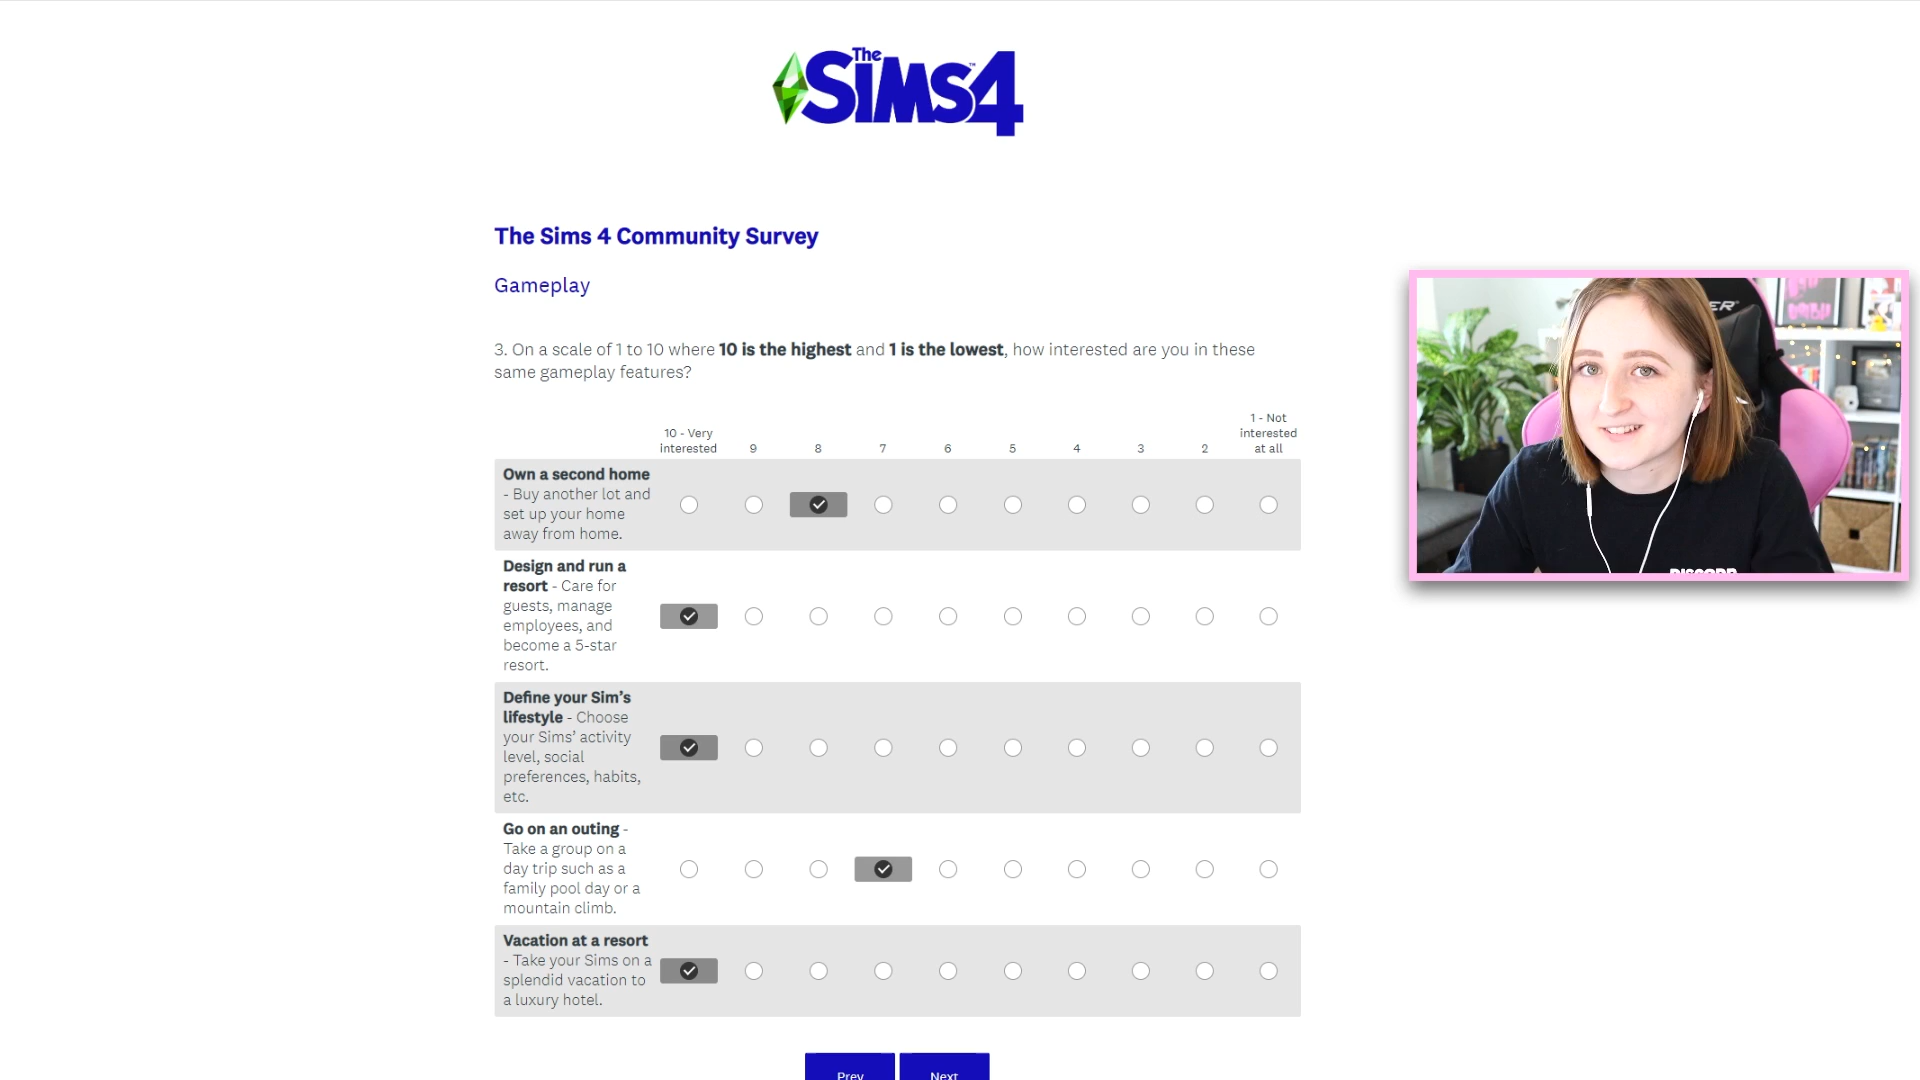 The
SiMS4
The Sims 4 Community Survey
Gameplay
3. On a scale of 1 to 10 where 10 is the highest and 1 is the lowest, how interested are you in these
same gameplay features?
10 - Very
interested
9
8
7
6
5
4
3
2
1 - Not
interested
at all
Own a second home
- Buy another lot and
set up your home
away from home.
Design and run a
resort - Care for
guests, manage
employees, and
become a 5-star
resort.
Define your Sim's
lifestyle - Choose
your Sims' activity
level, social
preferences, habits,
etc.
Go on an outing -
Take a group on a
day trip such as a
family pool day or a
mountain climb.
Vacation at a resort
- Take your Sims on a
splendid vacation to
a luxury hotel.
Prev
Next
DISCORD